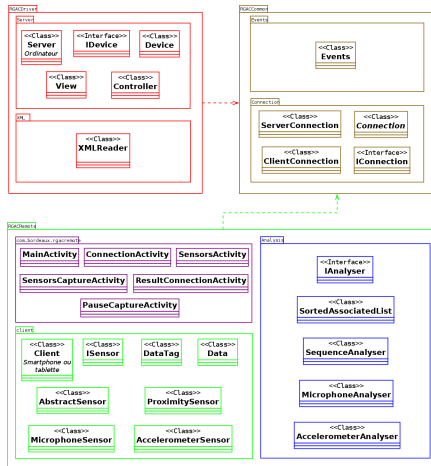 RGACDriver
Server
<<Class>>
Server
Ordinateur
<<Interface>>
IDevice
<<Class>>
Device
<<Class>>
View
<<Class>>
Controller
XML
<<Class>>
XMLReader
RGACCommon
Events
<<Class>>
Events
Connection
<<Class>>
ServerConnection
<<Class>>
Connection
<<Class>>
ClientConnection
<<Interface>>
IConnection
RGACRemote
com.bordeaux.rgacremote
MainActivity
ConnectionActivity
SensorsActivity
SensorsCaptureActivity
ResultConnectionActivity
PauseCaptureActivity
client
<<Class>>
Client
Smartphone ou
tablette
<<Class>>
ISensor
<<Class>>
DataTag
<<Class>>
Data
<<Class>>
AbstractSensor
<<Class>>
ProximitySensor
<<Class>>
MicrophoneSensor
<<Class>>
AccelerometerSensor
Analysis
<<Interface>>
IAnalyser
<<Class>>
SortedAssociatedList
<<Class>>
SequenceAnalyser
<<Class>>
MicrophoneAnalyser
<<Class>>
AccelerometerAnalyser